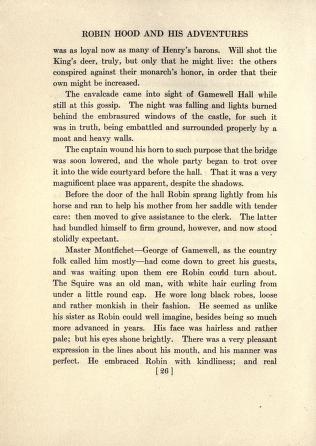 ROBIN HOOD AND HIS ADVENTURES
was as loyal now as many of Henry's barons. Will shot the
King's deer, truly, but only that he might live: the others
conspired against their monarch's honor, in order that their
own might be increased.
The cavalcade came into sight of Gamewell Hall while
still at this gossip. The night was falling and lights burned
behind the embrasured windows of the castle, for such it
was in truth, being embattled and surrounded properly by a
moat and heavy walls.
The captain wound his horn to such purpose that the bridge
was soon lowered, and the whole party began to trot over
it into the wide courtyard before the hall. That it was a very
magnificent place was apparent, despite the shadows.
Before the door of the hall Robin sprang lightly from his
horse and ran to help his mother from her saddle with tender
care: then moved to give assistance to the clerk. The latter
had bundled himself to firm ground, however, and now stood
stolidly expectant.
Master Montfichet—George of Gamewell, as the country
folk called him mostly—had come down to greet his guests,
and was waiting upon them ere Robin could turn about.
The Squire was an old man, with white hair curling from
under a little round cap. He wore long black robes, loose
and rather monkish in their fashion. He seemed as unlike
his sister as Robin could well imagine, besides being so much
more advanced in years. His face was hairless and rather
pale; but his eyes shone brightly. There was a very pleasant
expression in the lines about his mouth, and his manner was
perfect. He embraced Robin with kindliness; and real
[26]